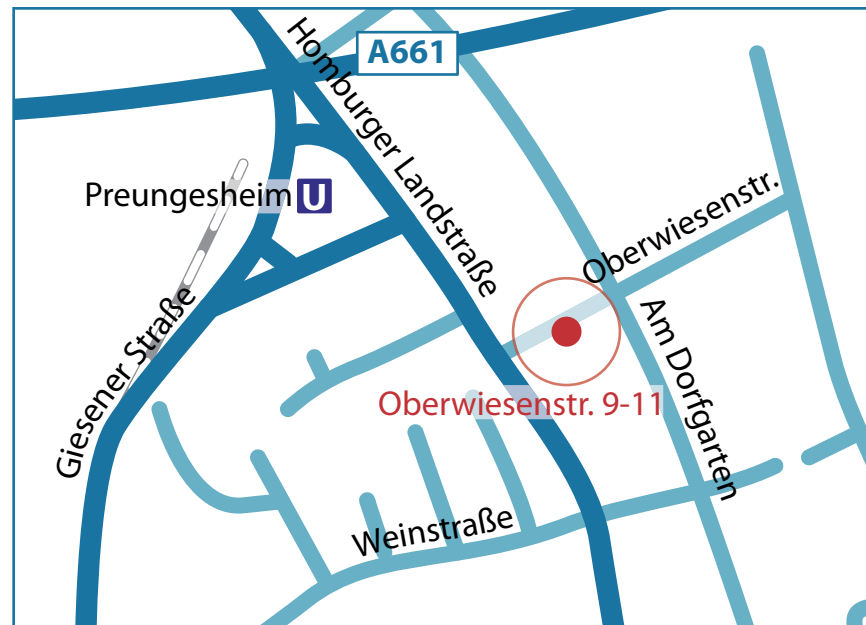 A661
Homburger Landstraße
Preungesheim U
Oberwiesenstr.
Giesener Straße
Am Dorfgarten
Oberwiesenstr. 9-11
Weinstraße